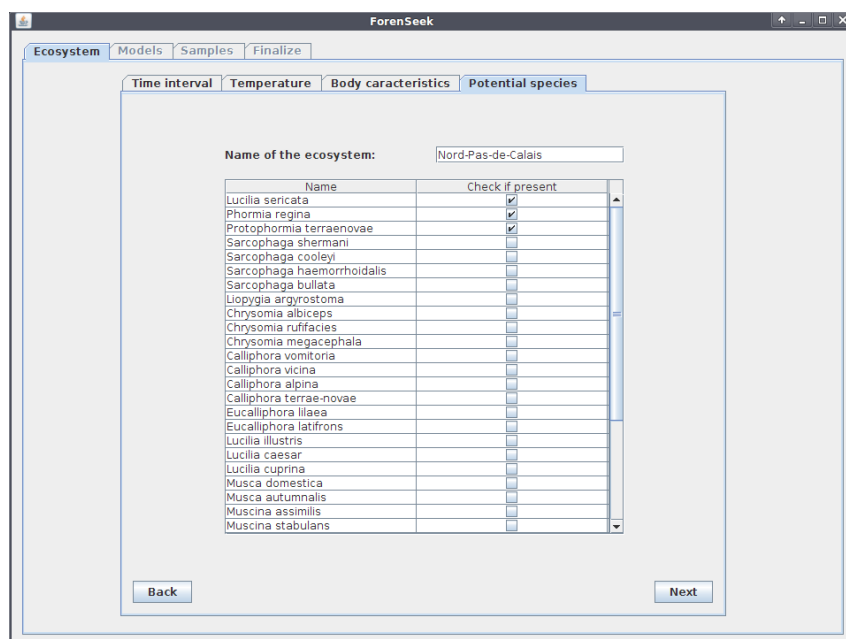 ForenSeek
Ecosystem Models Samples Finalize
Time interval Temperature Body caracteristics Potential species
Name of the ecosystem: Nord-Pas-de-Calais
Name Check if present
Lucilia sericata
Phormia regina
Protophormia terraenovae
Sarcophaga shermani
Sarcophaga cooleyi
Sarcophaga haemorrhoidalis
Sarcophaga bullata
Liopygia argyrostoma
Chrysomia albiceps
Chrysomia rufifacies
Chrysomia megacephala
Calliphora vomitoria
Calliphora vicina
Calliphora alpina
Calliphora terrae-novae
Eucalliphora lilaea
Eucalliphora latifrons
Lucilia illustris
Lucilia caesar
Lucilia cuprina
Musca domestica
Musca autumnalis
Muscina assimilis
Muscina stabulans
Back Next